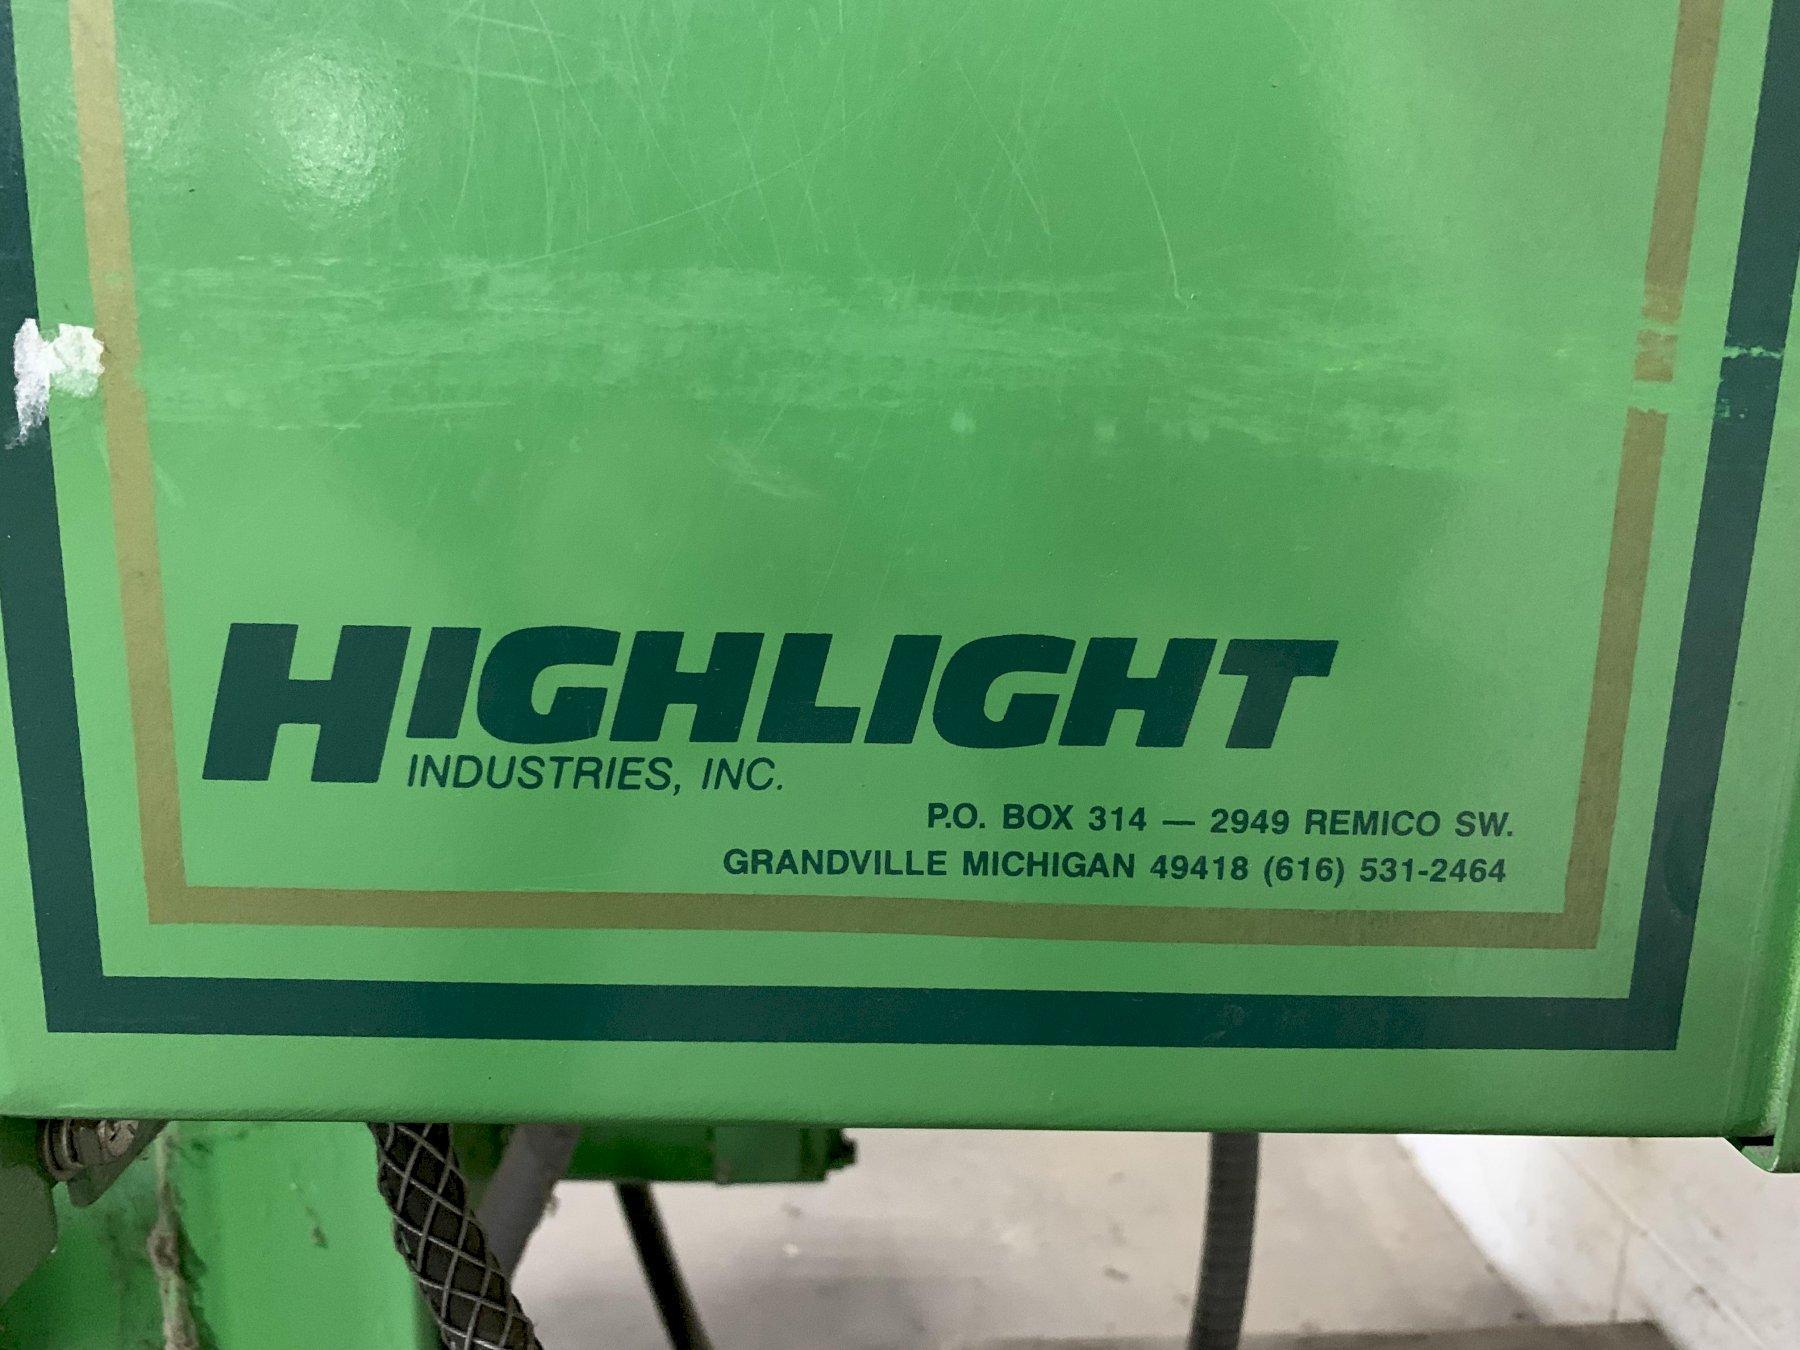 HIGHLIGHT
INDUSTRIES, INC.
P.O. BOX 314 — 2949 REMICO SW.
GRANDVILLE MICHIGAN 49418 (616) 531-2464